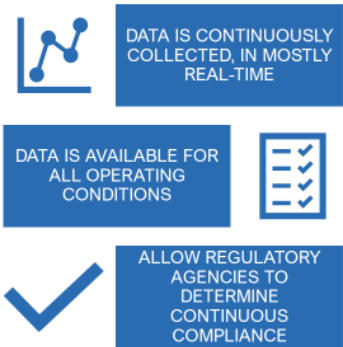 DATA IS CONTINUOUSLY
COLLECTED, IN MOSTLY
REAL-TIME
DATA IS AVAILABLE FOR
ALL OPERATING
CONDITIONS
ALLOW REGULATORY
AGENCIES TO
DETERMINE
CONTINUOUS
COMPLIANCE